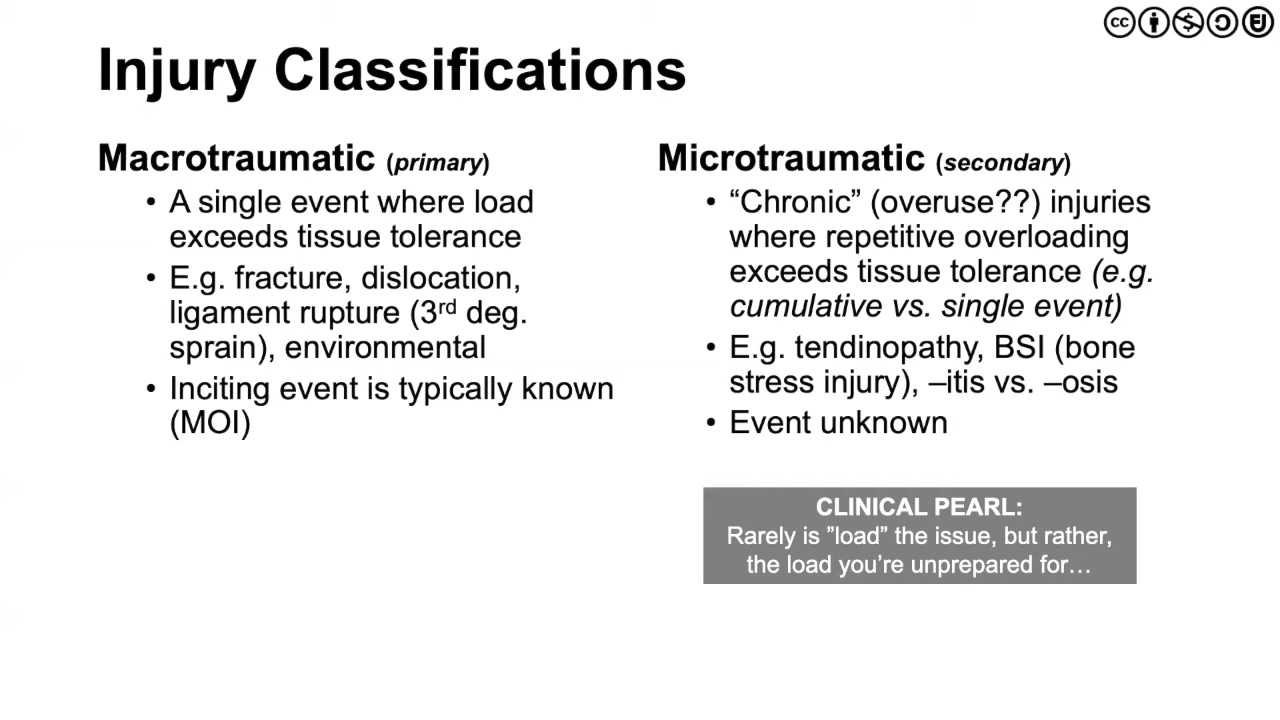 Injury Classifications
Macrotraumatic (primary)
• A single event where load
exceeds tissue tolerance
• E.g. fracture, dislocation,
ligament rupture (3rd deg.
sprain), environmental
• Inciting event is typically known
(MOI)
Microtraumatic (secondary)
• “Chronic” (overuse??) injuries
where repetitive overloading
exceeds tissue tolerance (e.g.
cumulative vs. single event)
• E.g. tendinopathy, BSI (bone
stress injury), –itis vs. –osis
• Event unknown
CLINICAL PEARL:
Rarely is ”load” the issue, but rather,
the load you’re unprepared for…